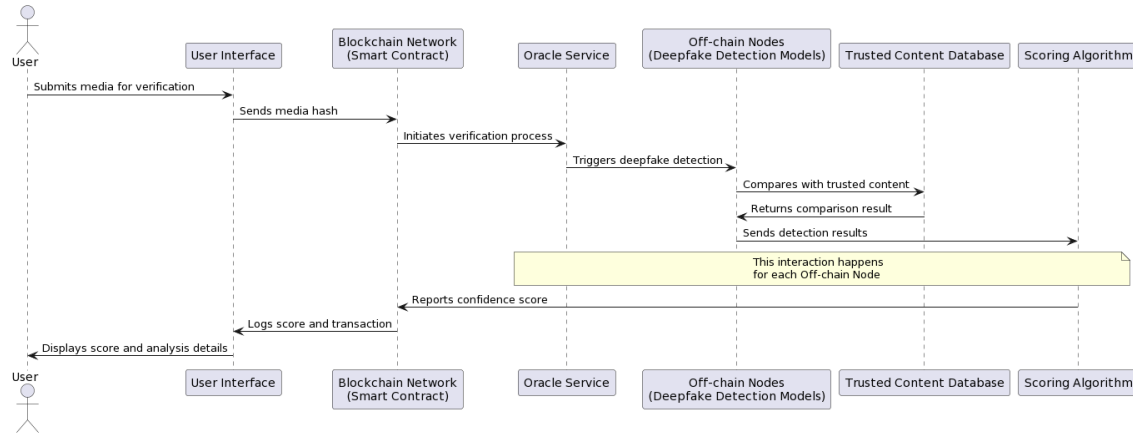 User
User Interface
Blockchain Network
(Smart Contract)
Oracle Service
Off-chain Nodes
(Deepfake Detection Models)
Trusted Content Database
Scoring Algorithm
Submits media for verification
Sends media hash
Initiates verification process
Triggers deepfake detection
Compares with trusted content
Returns comparison result
Sends detection results
This interaction happens
for each Off-chain Node
Reports confidence score
Logs score and transaction
Displays score and analysis details
User
User Interface
Blockchain Network
(Smart Contract)
Oracle Service
Off-chain Nodes
(Deepfake Detection Models)
Trusted Content Database
Scoring Algorithm